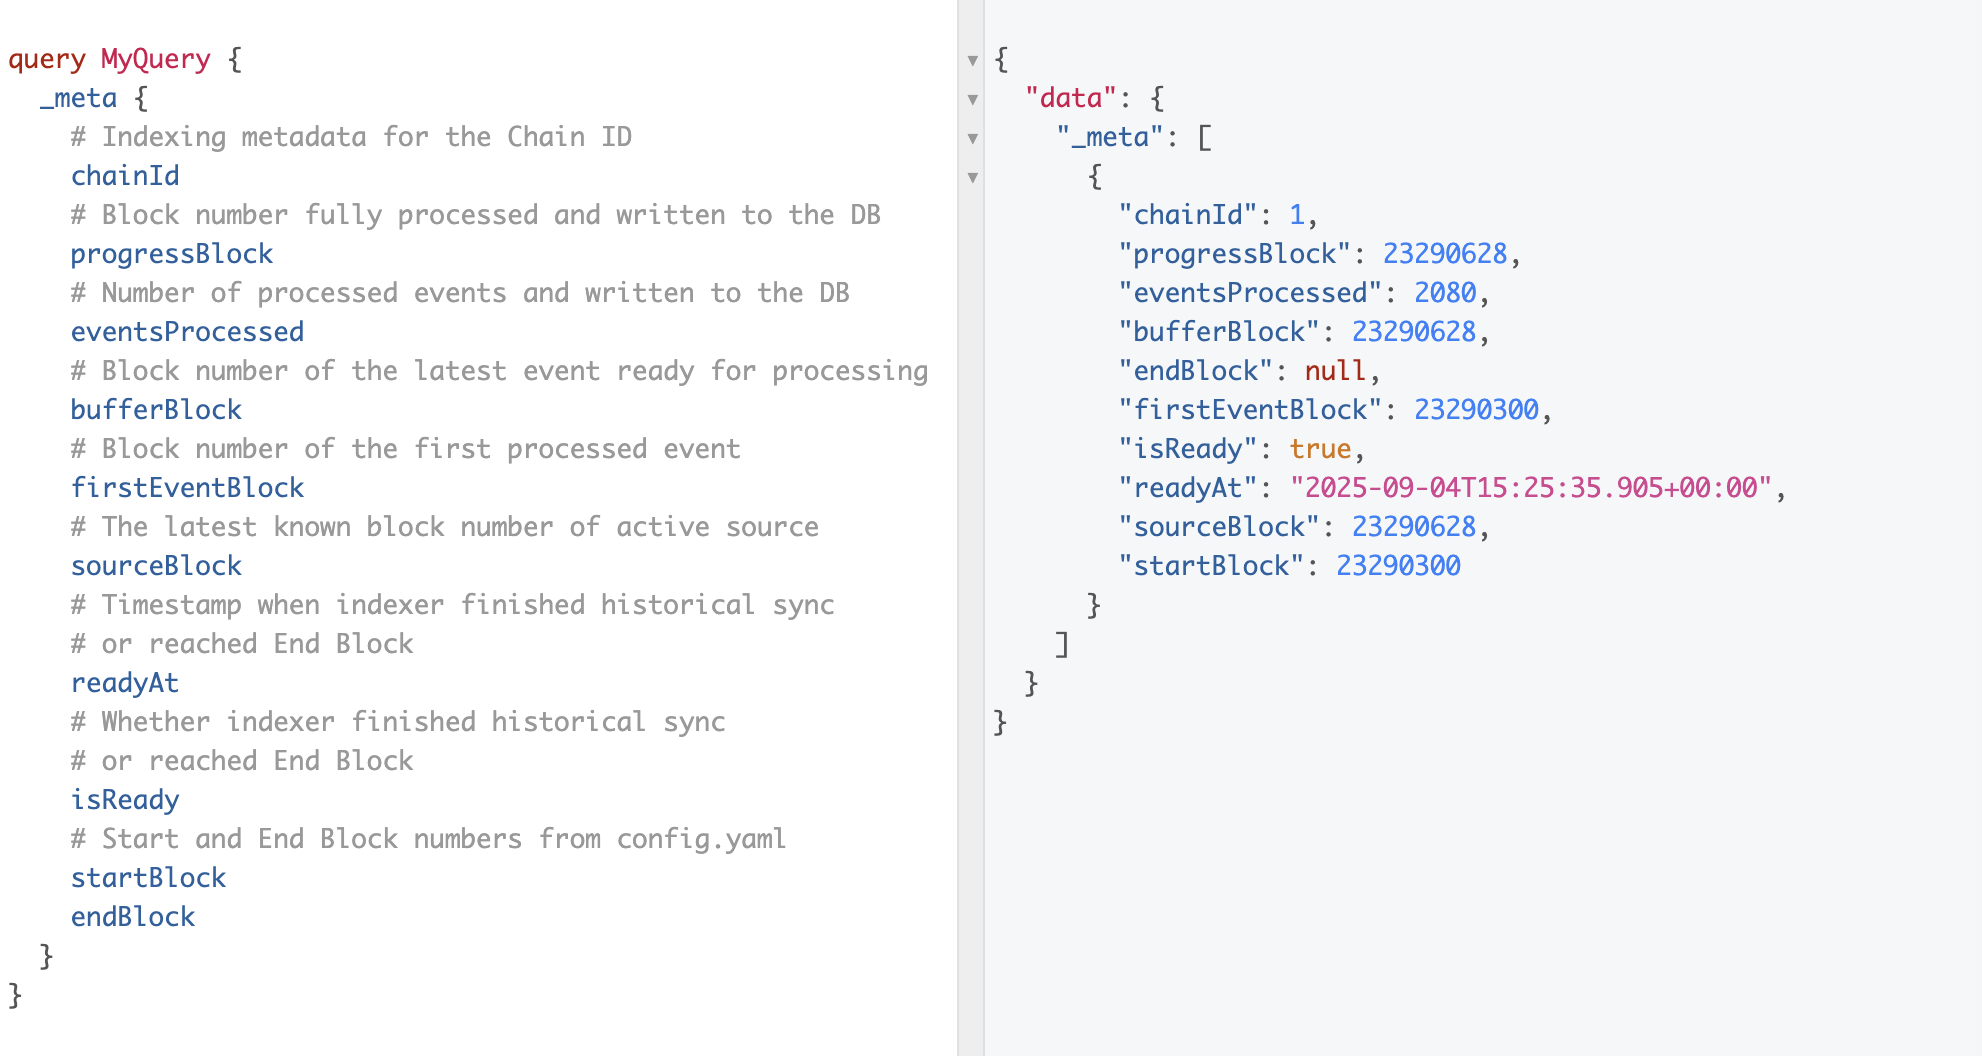 query MyQuery {
  _meta {
    # Indexing metadata for the Chain ID
    chainId
    # Block number fully processed and written to the DB
    progressBlock
    # Number of processed events and written to the DB
    eventsProcessed
    # Block number of the latest event ready for processing
    bufferBlock
    # Block number of the first processed event
    firstEventBlock
    # The latest known block number of active source
    sourceBlock
    # Timestamp when indexer finished historical sync
    # or reached End Block
    readyAt
    # Whether indexer finished historical sync
    # or reached End Block
    isReady
    # Start and End Block numbers from config.yaml
    startBlock
    endBlock
  }
}
{
  "data": {
    "_meta": [
      {
        "chainId": 1,
        "progressBlock": 23290628,
        "eventsProcessed": 2080,
        "bufferBlock": 23290628,
        "endBlock": null,
        "firstEventBlock": 23290300,
        "isReady": true,
        "readyAt": "2025-09-04T15:25:35.905+00:00",
        "sourceBlock": 23290628,
        "startBlock": 23290300
      }
    ]
  }
}